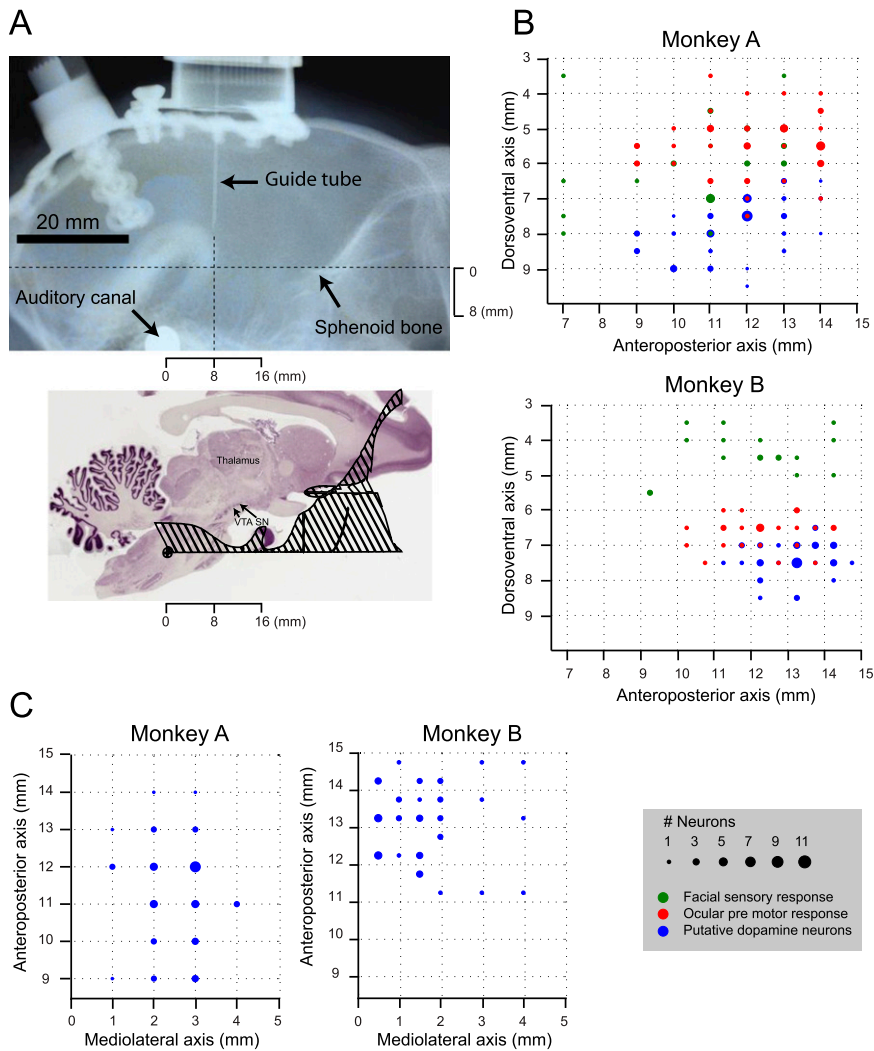 A
Guide tube
20 mm
Auditory canal
Sphenoid bone
0
8 (mm)
0 8 16 (mm)
Thalamus
VTA SN
0 8 16 (mm)
B
Monkey A
Dorsoventral axis (mm)
3
4
5
6
7
8
9
7 8 9 10 11 12 13 14 15
Anteroposterior axis (mm)
Monkey B
Dorsoventral axis (mm)
3
4
5
6
7
8
9
7 8 9 10 11 12 13 14 15
Anteroposterior axis (mm)
C
Monkey A
Anteroposterior axis (mm)
15
14
13
12
11
10
9
0 1 2 3 4 5
Mediolateral axis (mm)
Monkey B
Anteroposterior axis (mm)
15
14
13
12
11
10
9
0 1 2 3 4 5
Mediolateral axis (mm)
# Neurons
1 3 5 7 9 11
Facial sensory response
Ocular pre motor response
Putative dopamine neurons